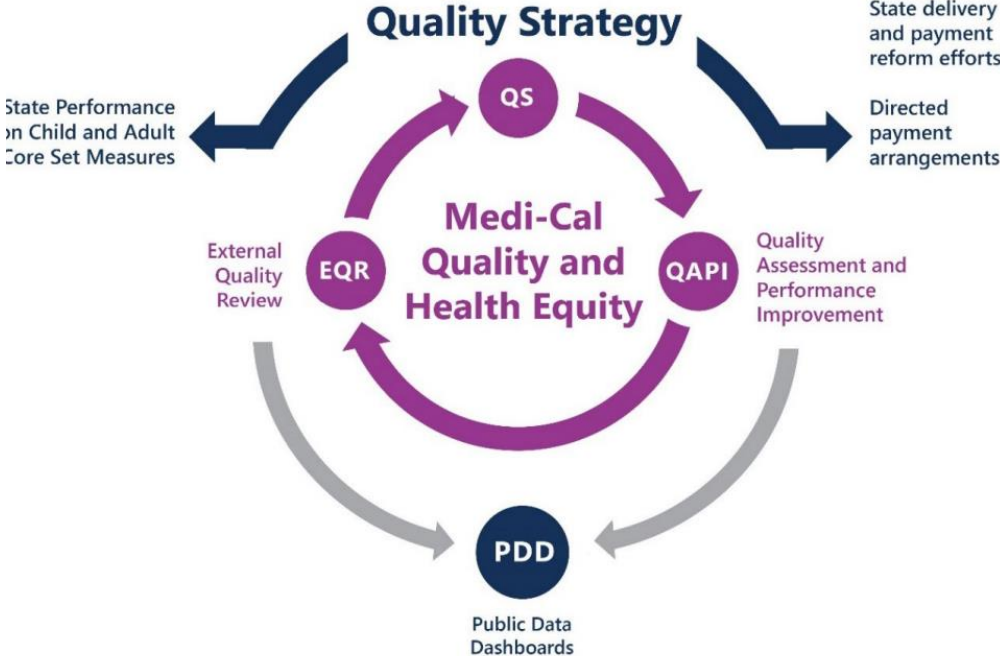 Quality Strategy
State delivery
and payment
reform efforts
Directed
payment
arrangements
State Performance
on Child and Adult
Core Set Measures
QS
Medi-Cal
Quality and
Health Equity
External
Quality
Review
EQR
QAPI
Quality
Assessment and
Performance
Improvement
PDD
Public Data
Dashboards